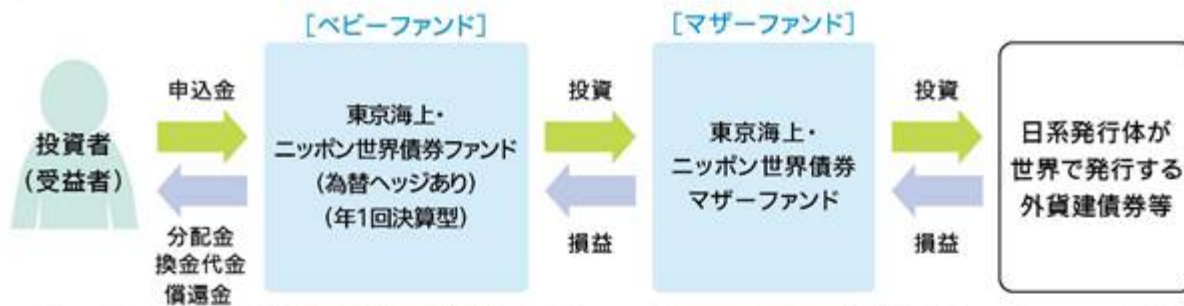 [ベビーファンド]
[マザーファンド]
投資者
(受益者)
申込金
分配金
換金代金
償還金
東京海上・
ニッポン世界債券ファンド
(為替ヘッジあり)
(年1回決算型)
投資
損益
東京海上・
ニッポン世界債券
マザーファンド
投資
損益
日系発行体が
世界で発行する
外貨建債券等